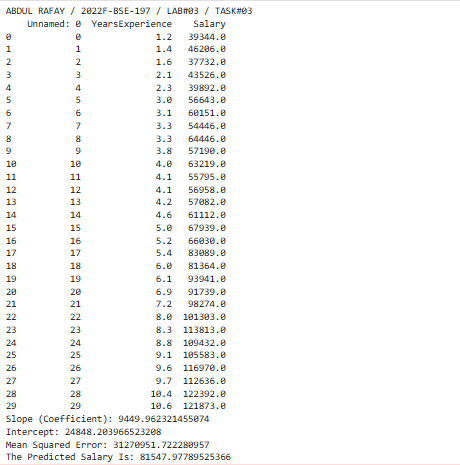 ABDUL RAFAY / 2022F-BSE-197 / LAB#03 / TASK#03
Unnamed: 0 YearsExperience Salary
0 0 1.2 39344.0
1 1 1.4 46206.0
2 2 1.6 37732.0
3 3 2.1 43526.0
4 4 2.3 39892.0
5 5 3.0 56643.0
6 6 3.1 60151.0
7 7 3.3 54446.0
8 8 3.3 64446.0
9 9 3.8 57190.0
10 10 4.0 63219.0
11 11 4.1 55795.0
12 12 4.1 56958.0
13 13 4.2 57082.0
14 14 4.6 61112.0
15 15 5.0 67939.0
16 16 5.2 66030.0
17 17 5.4 83089.0
18 18 6.0 81364.0
19 19 6.1 93941.0
20 20 6.9 91739.0
21 21 7.2 98274.0
22 22 8.0 101303.0
23 23 8.3 113813.0
24 24 8.8 109432.0
25 25 9.1 105583.0
26 26 9.6 116970.0
27 27 9.7 112636.0
28 28 10.4 122392.0
29 29 10.6 121873.0
Slope (Coefficient): 9449.962321455074
Intercept: 24848.203966523208
Mean Squared Error: 31270951.722280957
The Predicted Salary Is: 81547.97789525366